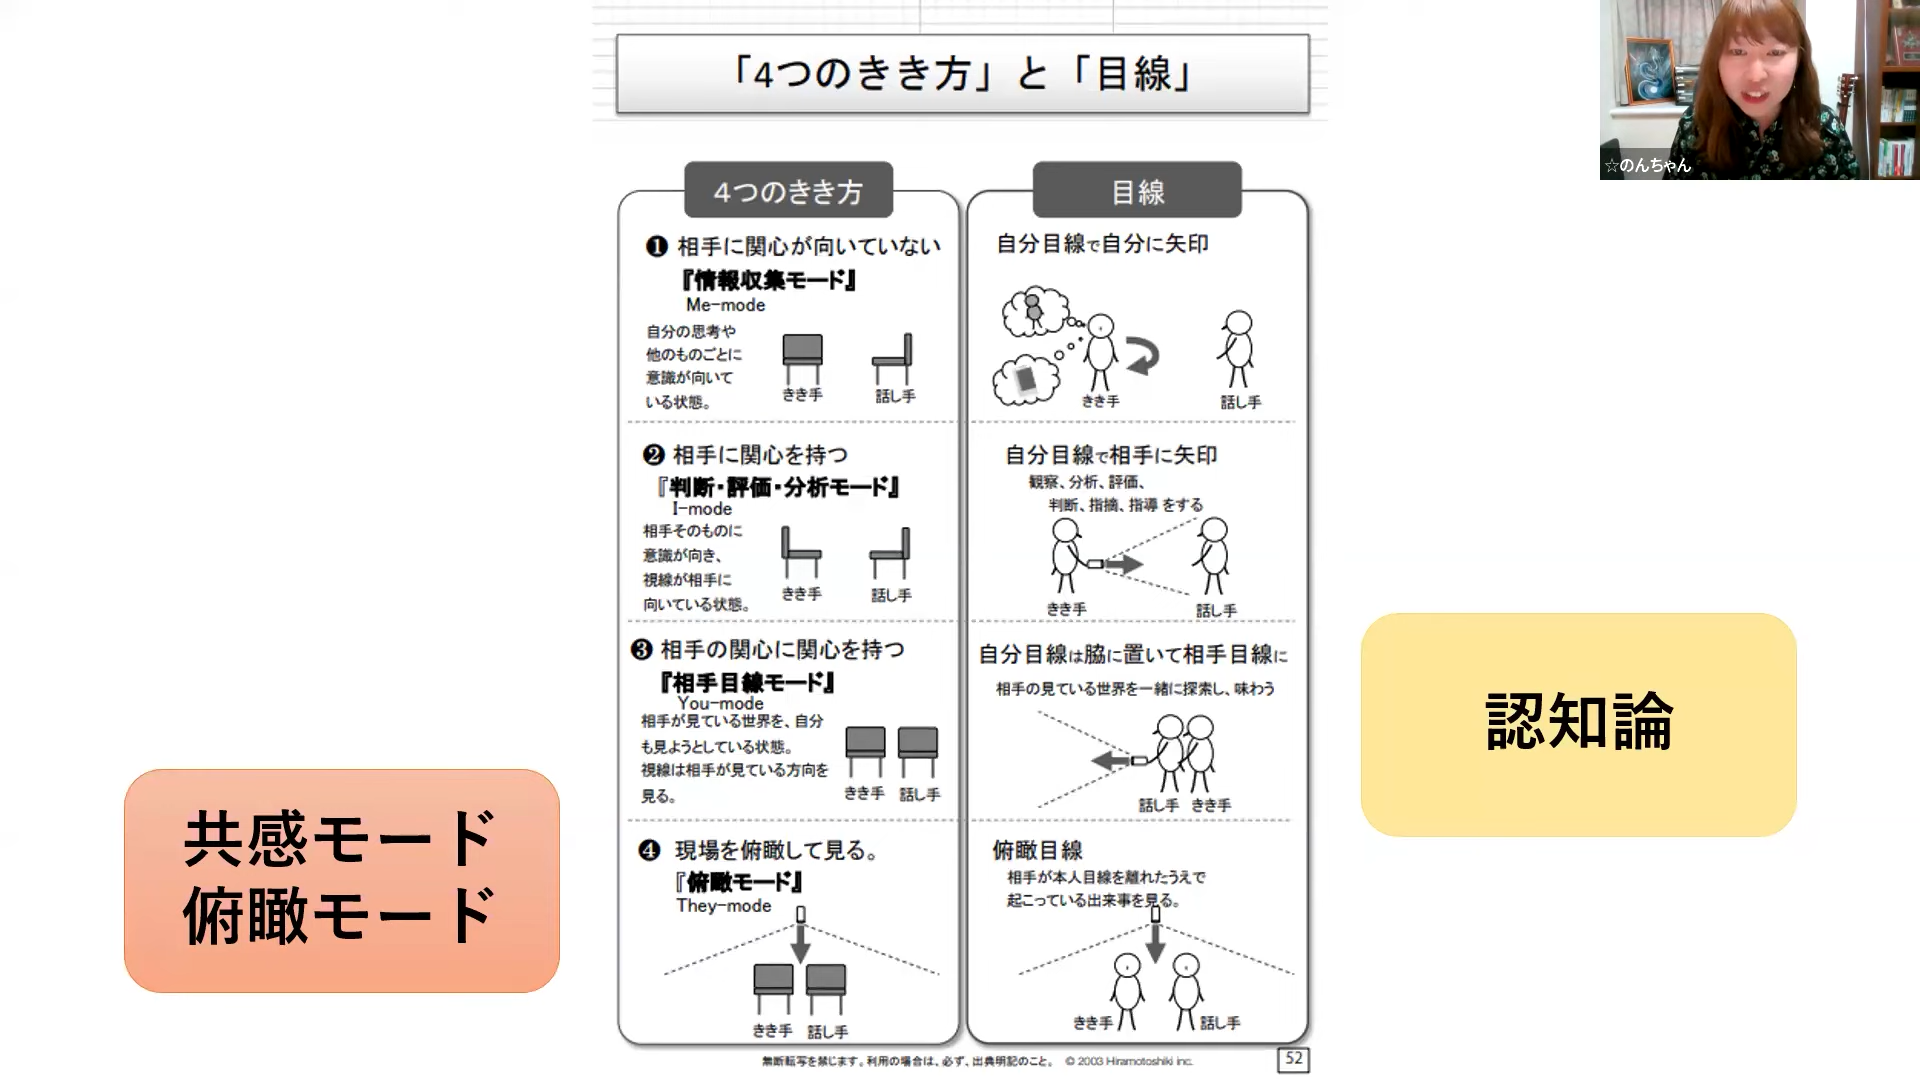 「4つのきき方」と「目線」
☆のんちゃん
4つのきき方
❶ 相手に関心が向いていない
『情報収集モード』
Me-mode
自分の思考や
他のものごとに
意識が向いて
いる状態。
きき手
話し手
❷ 相手に関心を持つ
『判断・評価・分析モード』
I-mode
相手そのものに
意識が向き、
視線が相手に
向いている状態。
きき手
話し手
❸ 相手の関心に関心を持つ
『相手目線モード』
You-mode
相手が見ている世界を、自分
も見ようとしている状態。
視線は相手が見ている方向を
見る。
きき手
話し手
❹ 現場を俯瞰して見る。
『俯瞰モード』
They-mode
きき手
話し手
目線
自分目線で自分に矢印
きき手
話し手
自分目線で相手に矢印
観察、分析、評価、
判断、指摘、指導 をする
きき手
話し手
自分目線は脇に置いて相手目線に
相手の見ている世界を一緒に探索し、味わう
話し手
きき手
俯瞰目線
相手が本人目線を離れたうえで
起こっている出来事を見る。
きき手
話し手
共感モード
俯瞰モード
認知論
無断転写を禁じます。利用の場合は、必ず、出典明記のこと。 © 2003 Hiramotoshiki inc.
52